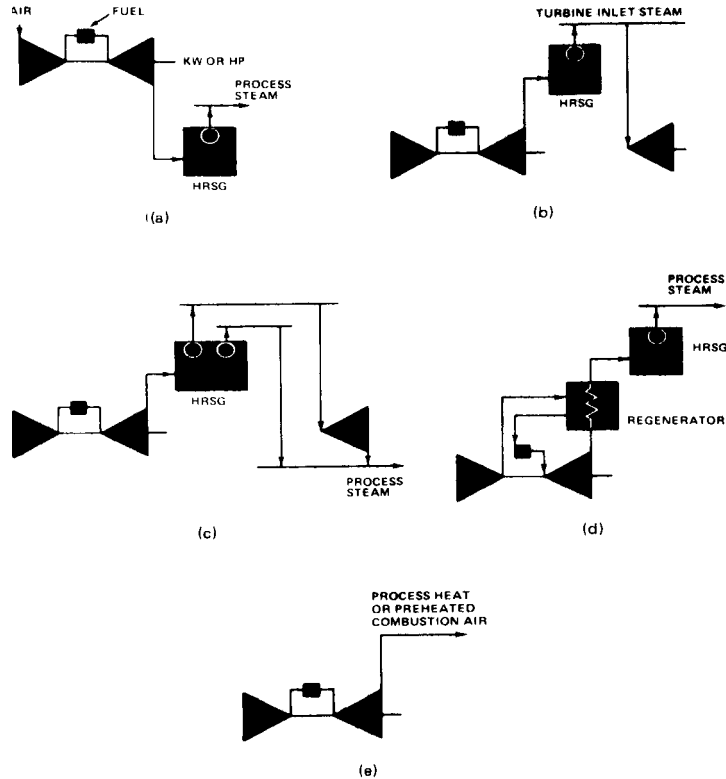 AIR
FUEL
KW OR HP
PROCESS
STEAM
HRSG
(a)
TURBINE INLET STEAM
HRSG
(b)
HRSG
PROCESS
STEAM
(c)
PROCESS
STEAM
HRSG
REGENERATOR
(d)
PROCESS HEAT
OR PREHEATED
COMBUSTION AIR
(e)